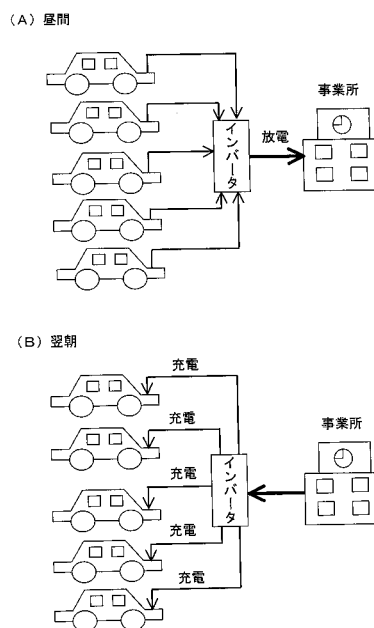 (A) 昼間
事業所
インバータ
放電
(B) 翌朝
充電
充電
事業所
充電
インバータ
充電
充電